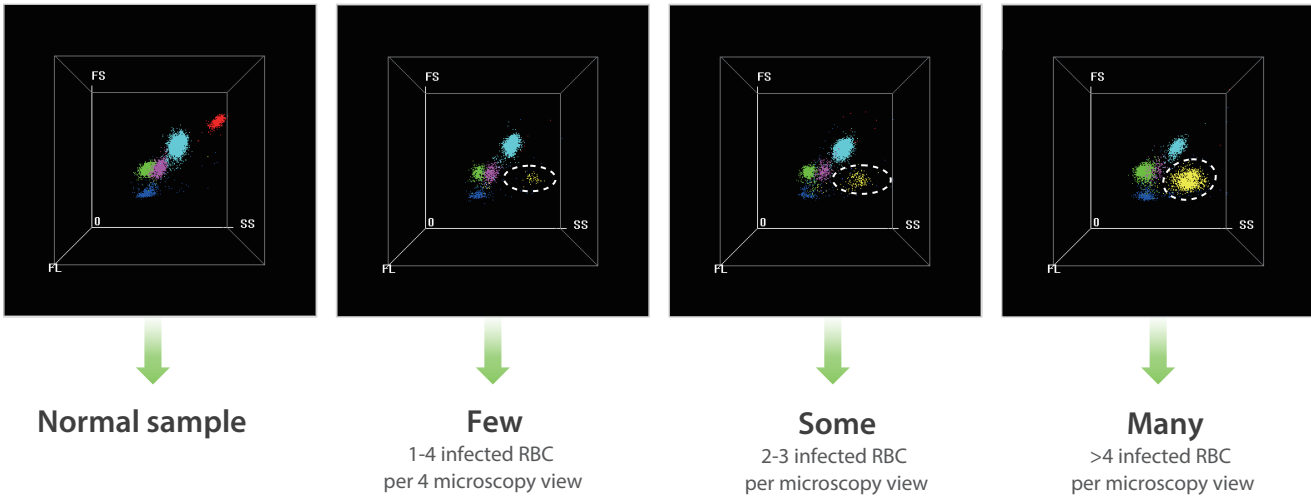 FS
SS
0
FL
FS
SS
0
FL
FS
SS
0
FL
FS
SS
0
FL
Normal sample
Few
1-4 infected RBC
per 4 microscopy view
Some
2-3 infected RBC
per microscopy view
Many
>4 infected RBC
per microscopy view